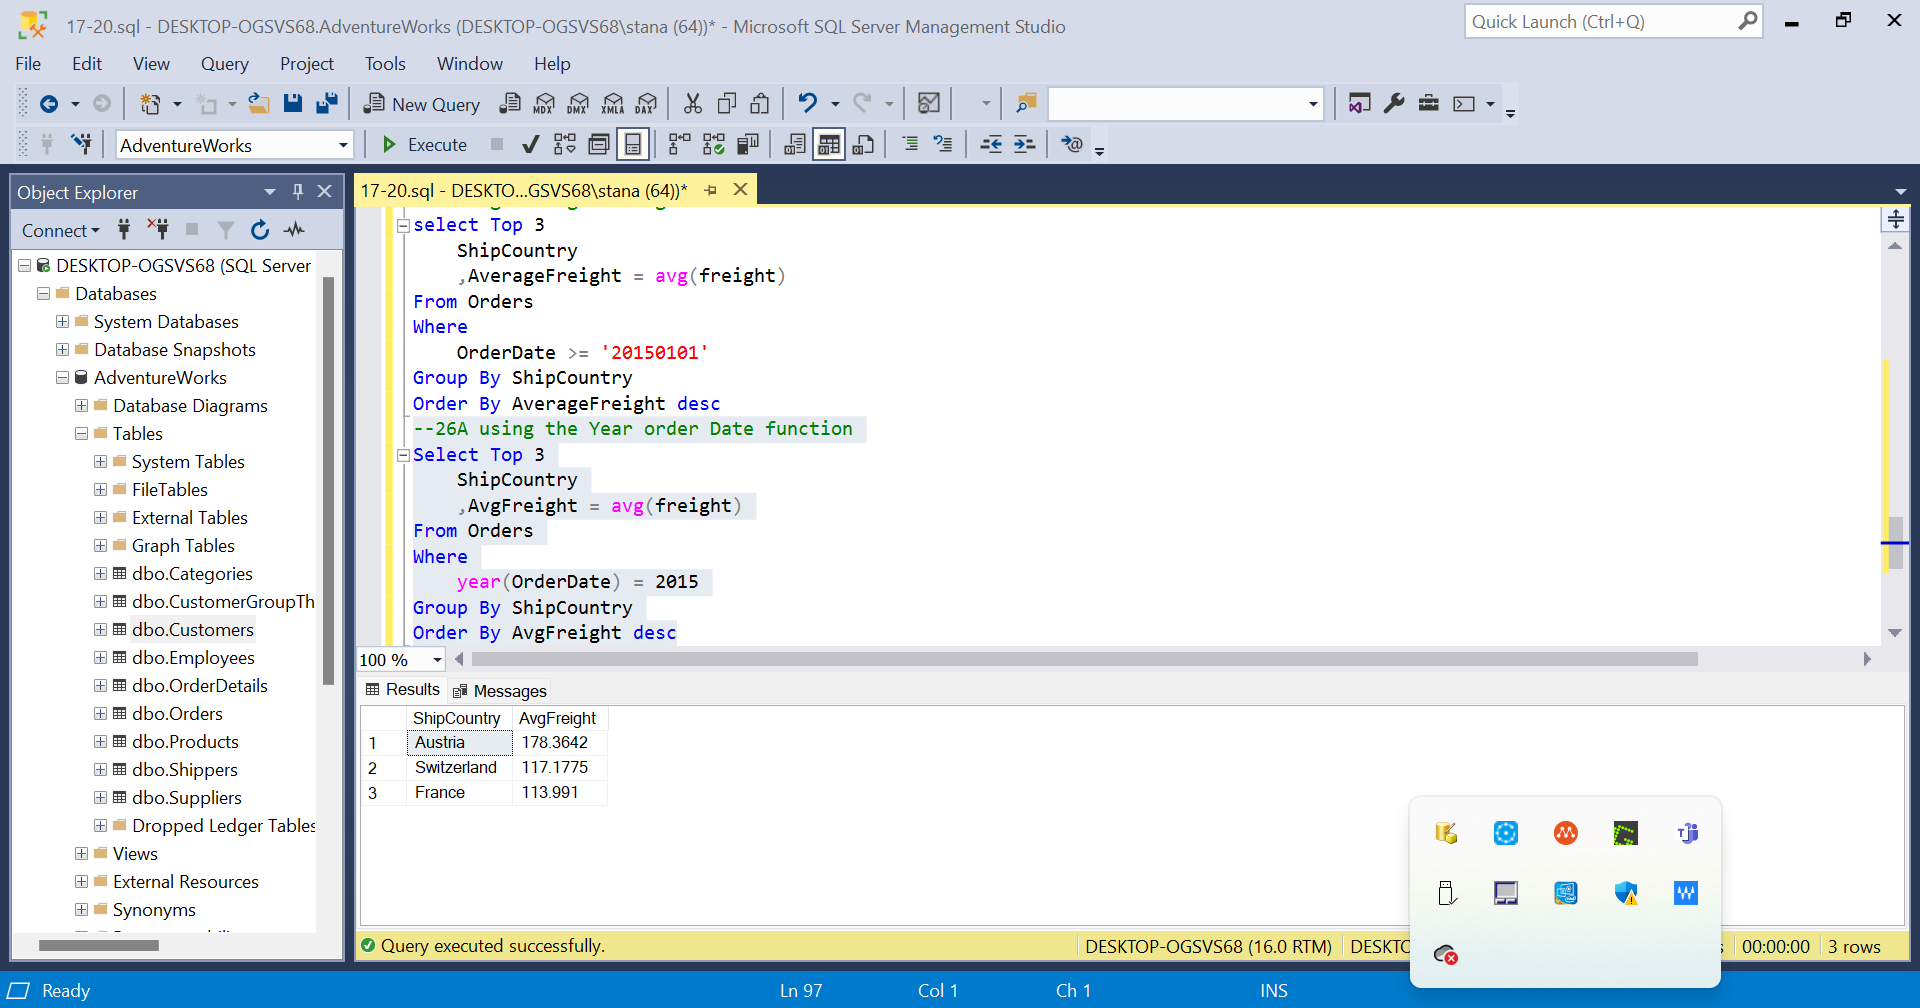 17-20.sql - DESKTOP-OGSVS68.AdventureWorks (DESKTOP-OGSVS68\stana (64))* - Microsoft SQL Server Management Studio
Quick Launch (Ctrl+Q)
File Edit View Query Project Tools Window Help
New Query MDX DMX XMLA DAX
AdventureWorks
Execute
Object Explorer
Connect
DESKTOP-OGSVS68 (SQL Server
Databases
System Databases
Database Snapshots
AdventureWorks
Database Diagrams
Tables
System Tables
FileTables
External Tables
Graph Tables
dbo.Categories
dbo.CustomerGroupTh
dbo.Customers
dbo.Employees
dbo.OrderDetails
dbo.Orders
dbo.Products
dbo.Shippers
dbo.Suppliers
Dropped Ledger Tables
Views
External Resources
Synonyms
17-20.sql - DESKTO...GSVS68\stana (64))*
select Top 3
ShipCountry
,AverageFreight = avg(freight)
From Orders
Where
OrderDate >= '20150101'
Group By ShipCountry
Order By AverageFreight desc
--26A using the Year order Date function
Select Top 3
ShipCountry
,AvgFreight = avg(freight)
From Orders
Where
year(OrderDate) = 2015
Group By ShipCountry
Order By AvgFreight desc
100 %
Results Messages
ShipCountry AvgFreight
1 Austria 178.3642
2 Switzerland 117.1775
3 France 113.991
Query executed successfully.
DESKTOP-OGSVS68 (16.0 RTM) DESKTO 00:00:00 3 rows
Ready Ln 97 Col 1 Ch 1 INS